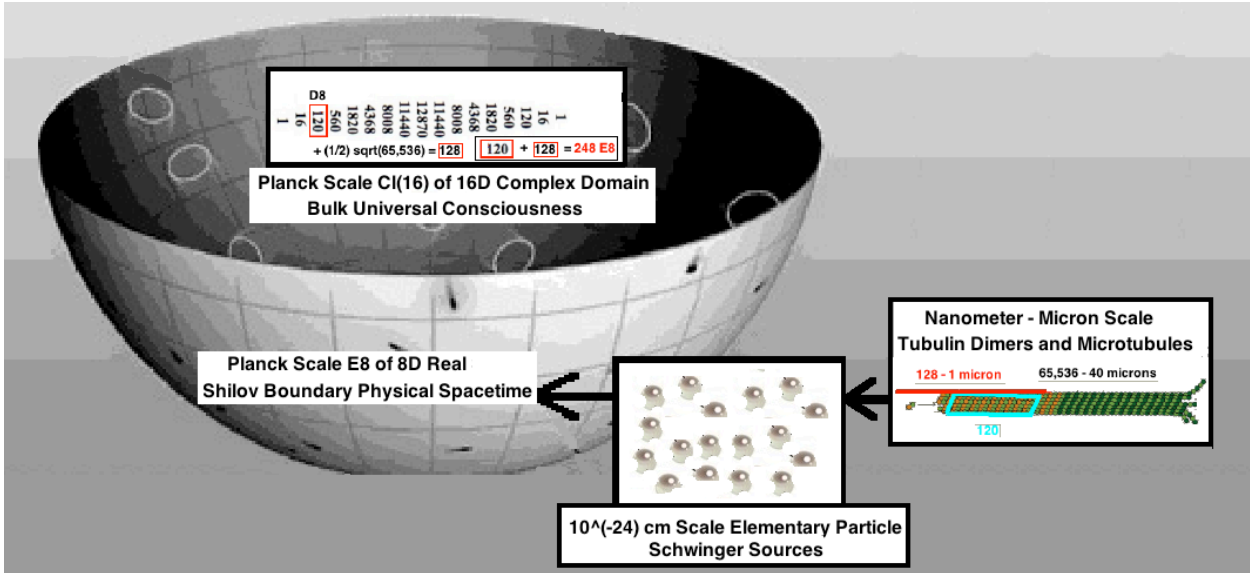 D8
1 16 120 560 1820 4368 8008 11440 12870 11440 8008 4368 1820 560 120 16 1
+ (1/2) sqrt(65,536) = 128 120 + 128 = 248 E8
Planck Scale Cl(16) of 16D Complex Domain
Bulk Universal Consciousness
Planck Scale E8 of 8D Real
Shilov Boundary Physical Spacetime
Nanometer - Micron Scale
Tubulin Dimers and Microtubules
128 - 1 micron 65,536 - 40 microns
120
10^(-24) cm Scale Elementary Particle
Schwinger Sources